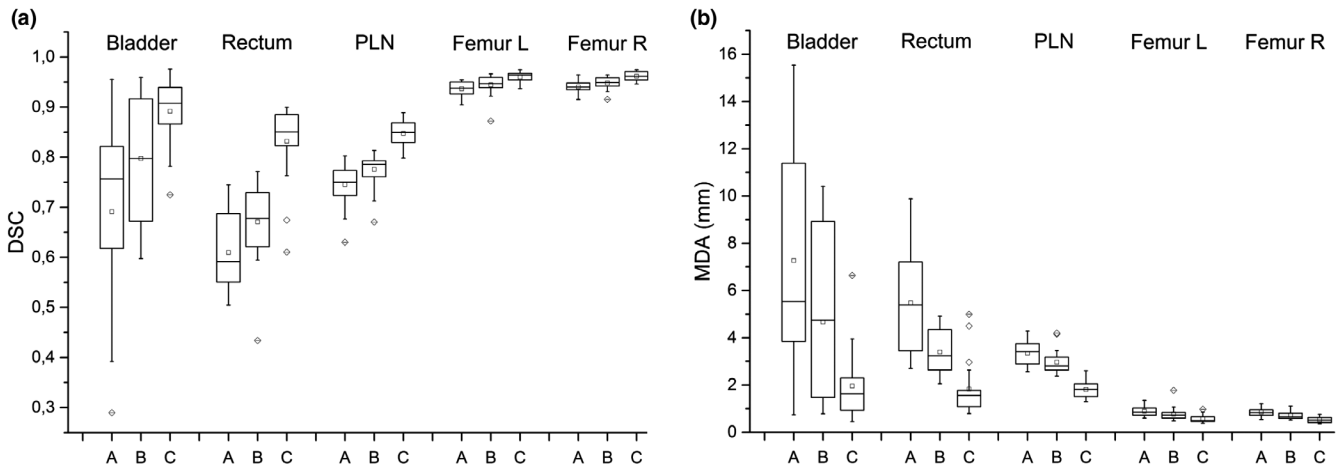 (a)
Bladder Rectum PLN Femur L Femur R
1,0
0,9
0,8
0,7
0,6
0,5
0,4
0,3
DSC
A B C A B C A B C A B C A B C
(b)
Bladder Rectum PLN Femur L Femur R
16
14
12
10
8
6
4
2
0
MDA (mm)
A B C A B C A B C A B C A B C